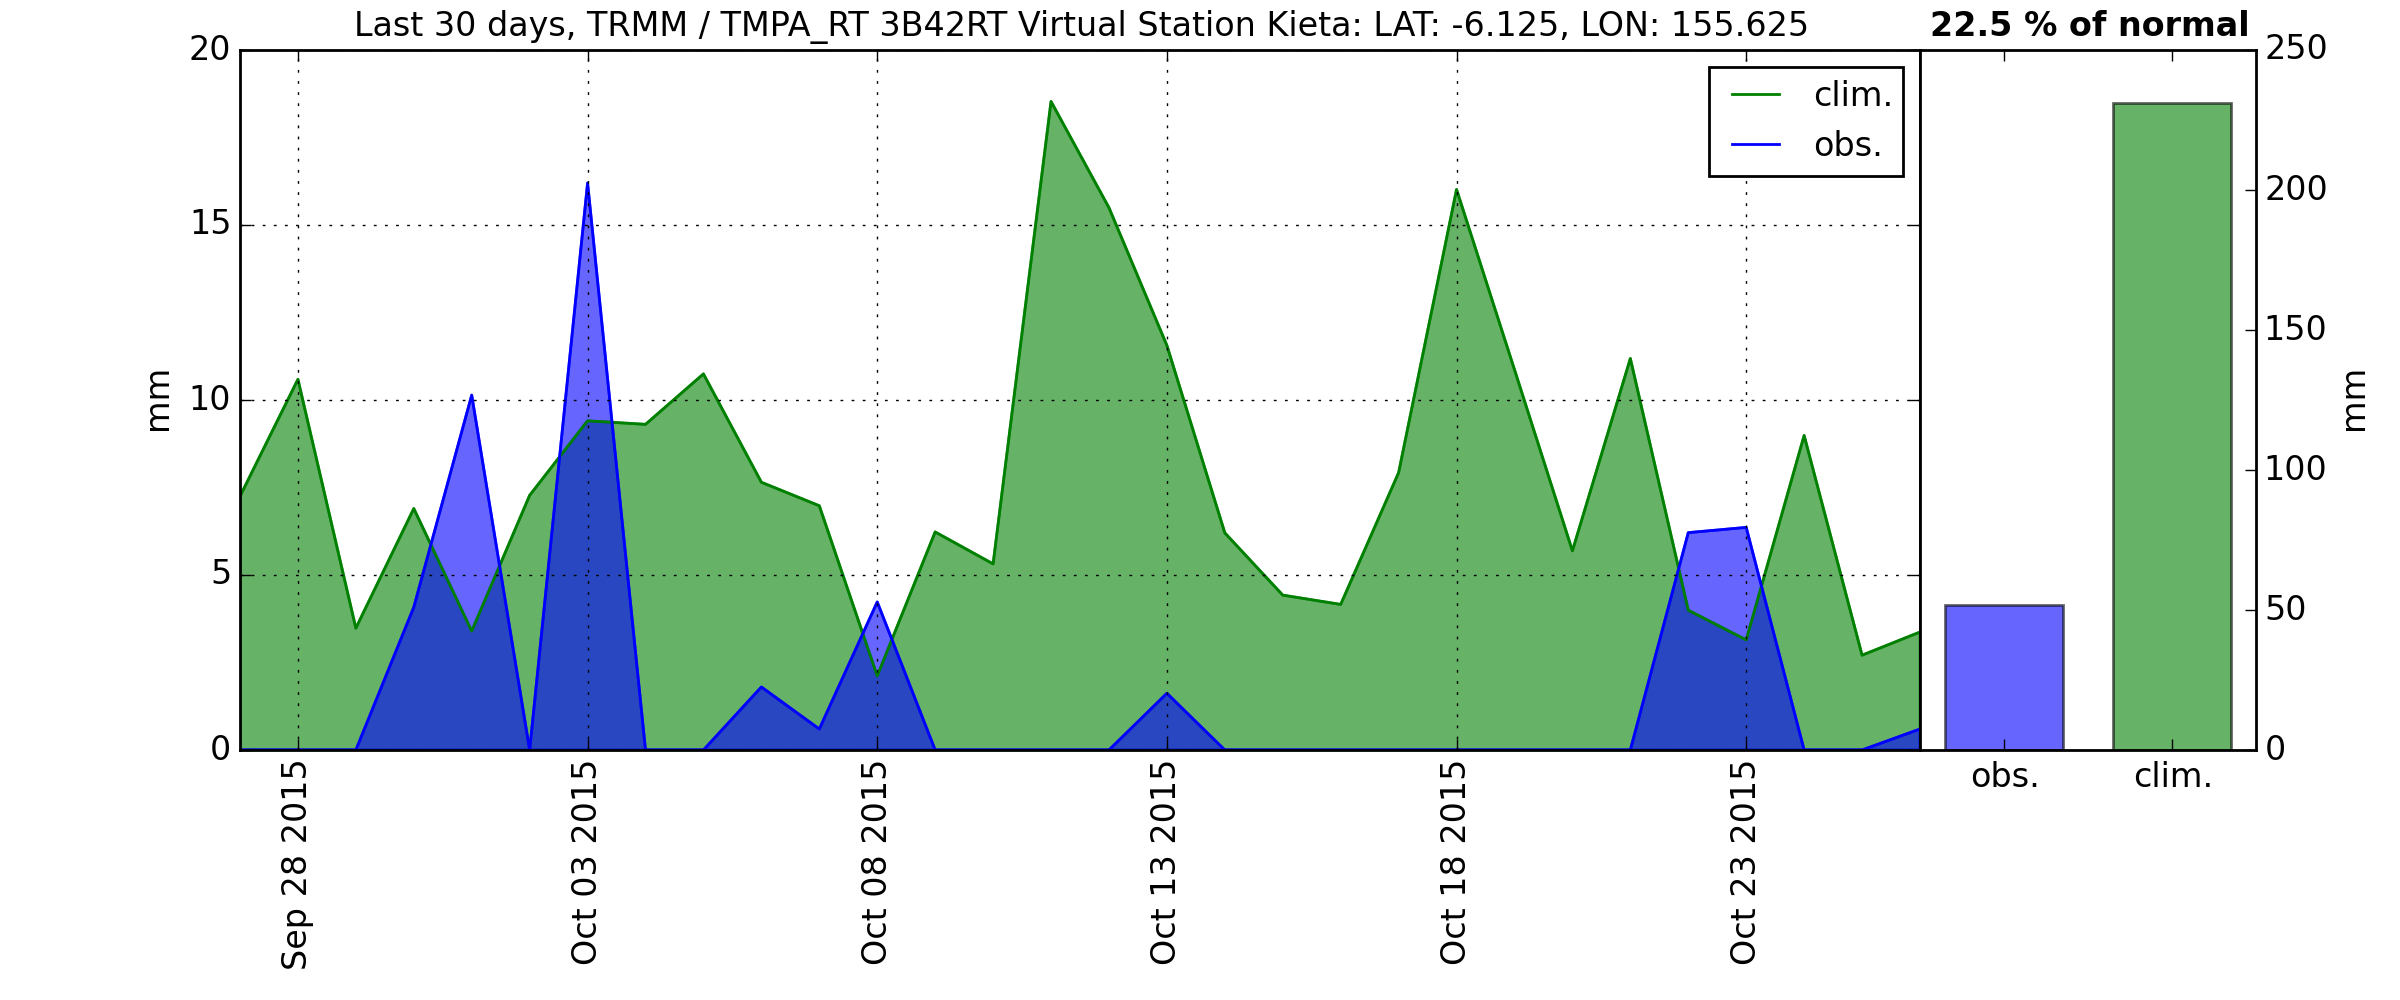 Last 30 days, TRMM / TMPA_RT 3B42RT Virtual Station Kieta: LAT: -6.125, LON: 155.625
22.5 % of normal
20
15
10
5
0
mm
clim.
obs.
Sep 28 2015
Oct 03 2015
Oct 08 2015
Oct 13 2015
Oct 18 2015
Oct 23 2015
250
200
150
100
50
0
mm
obs.
clim.